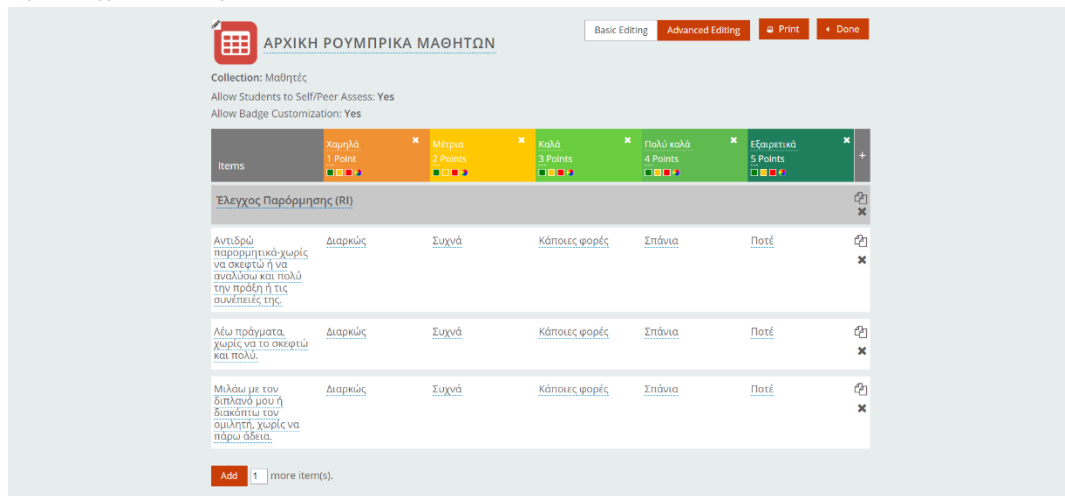 ΑΡΧΙΚΗ ΡΟΥΜΠΡΙΚΑ ΜΑΘΗΤΩΝ
Basic Editing Advanced Editing Print Done
Collection: Μαθητές
Allow Students to Self/Peer Assess: Yes
Allow Badge Customization: Yes
Items
Χαμηλά
1 Point
Μέτρια
2 Points
Καλά
3 Points
Πολύ καλά
4 Points
Εξαιρετικά
5 Points
+
Έλεγχος Παρόρμησης (RI)
Αντιδρώ
παρορμητικά-χωρίς
να σκεφτώ ή να
αναλύσω και πολύ
την πράξη ή τις
συνέπειές της.
Διαρκώς Συχνά Κάποιες φορές Σπάνια Ποτέ
Λέω πράγματα,
χωρίς να το σκεφτώ
και πολύ.
Διαρκώς Συχνά Κάποιες φορές Σπάνια Ποτέ
Μιλάω με τον
διπλανό μου ή
διακόπτω τον
ομιλητή, χωρίς να
πάρω άδεια.
Διαρκώς Συχνά Κάποιες φορές Σπάνια Ποτέ
Add 1 more item(s).